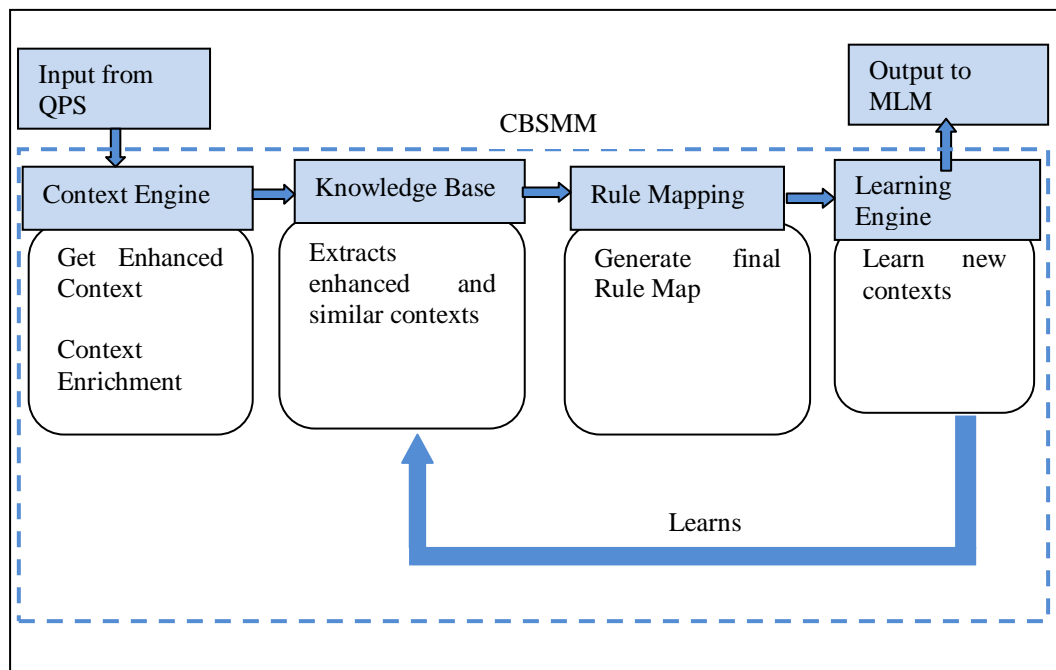 Input from
QPS
Output to
MLM
CBSMM
Context Engine
Knowledge Base
Rule Mapping
Learning
Engine
Get Enhanced
Context
Context
Enrichment
Extracts
enhanced and
similar contexts
Generate final
Rule Map
Learn new
contexts
Learns